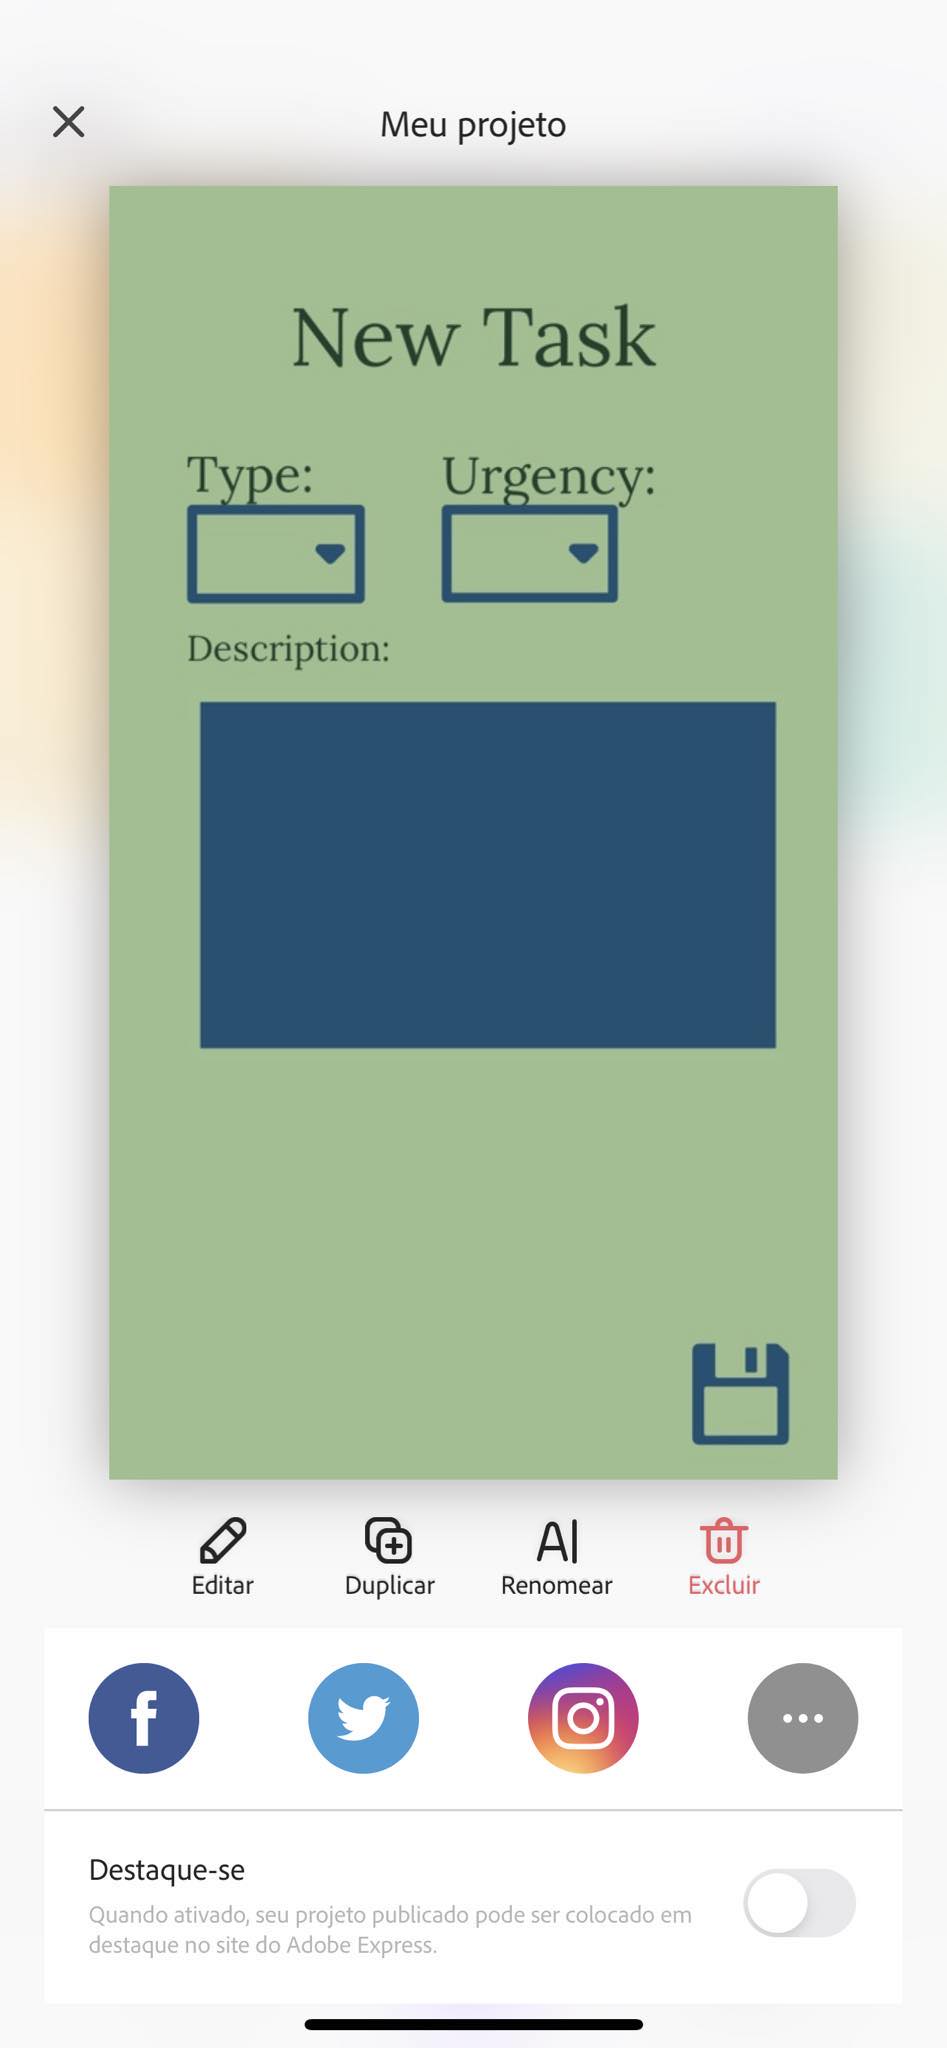 Meu projeto
New Task
Type: Urgency:
Description:
Editar Duplicar Renomear Excluir
Destaque-se
Quando ativado, seu projeto publicado pode ser colocado em
destaque no site do Adobe Express.